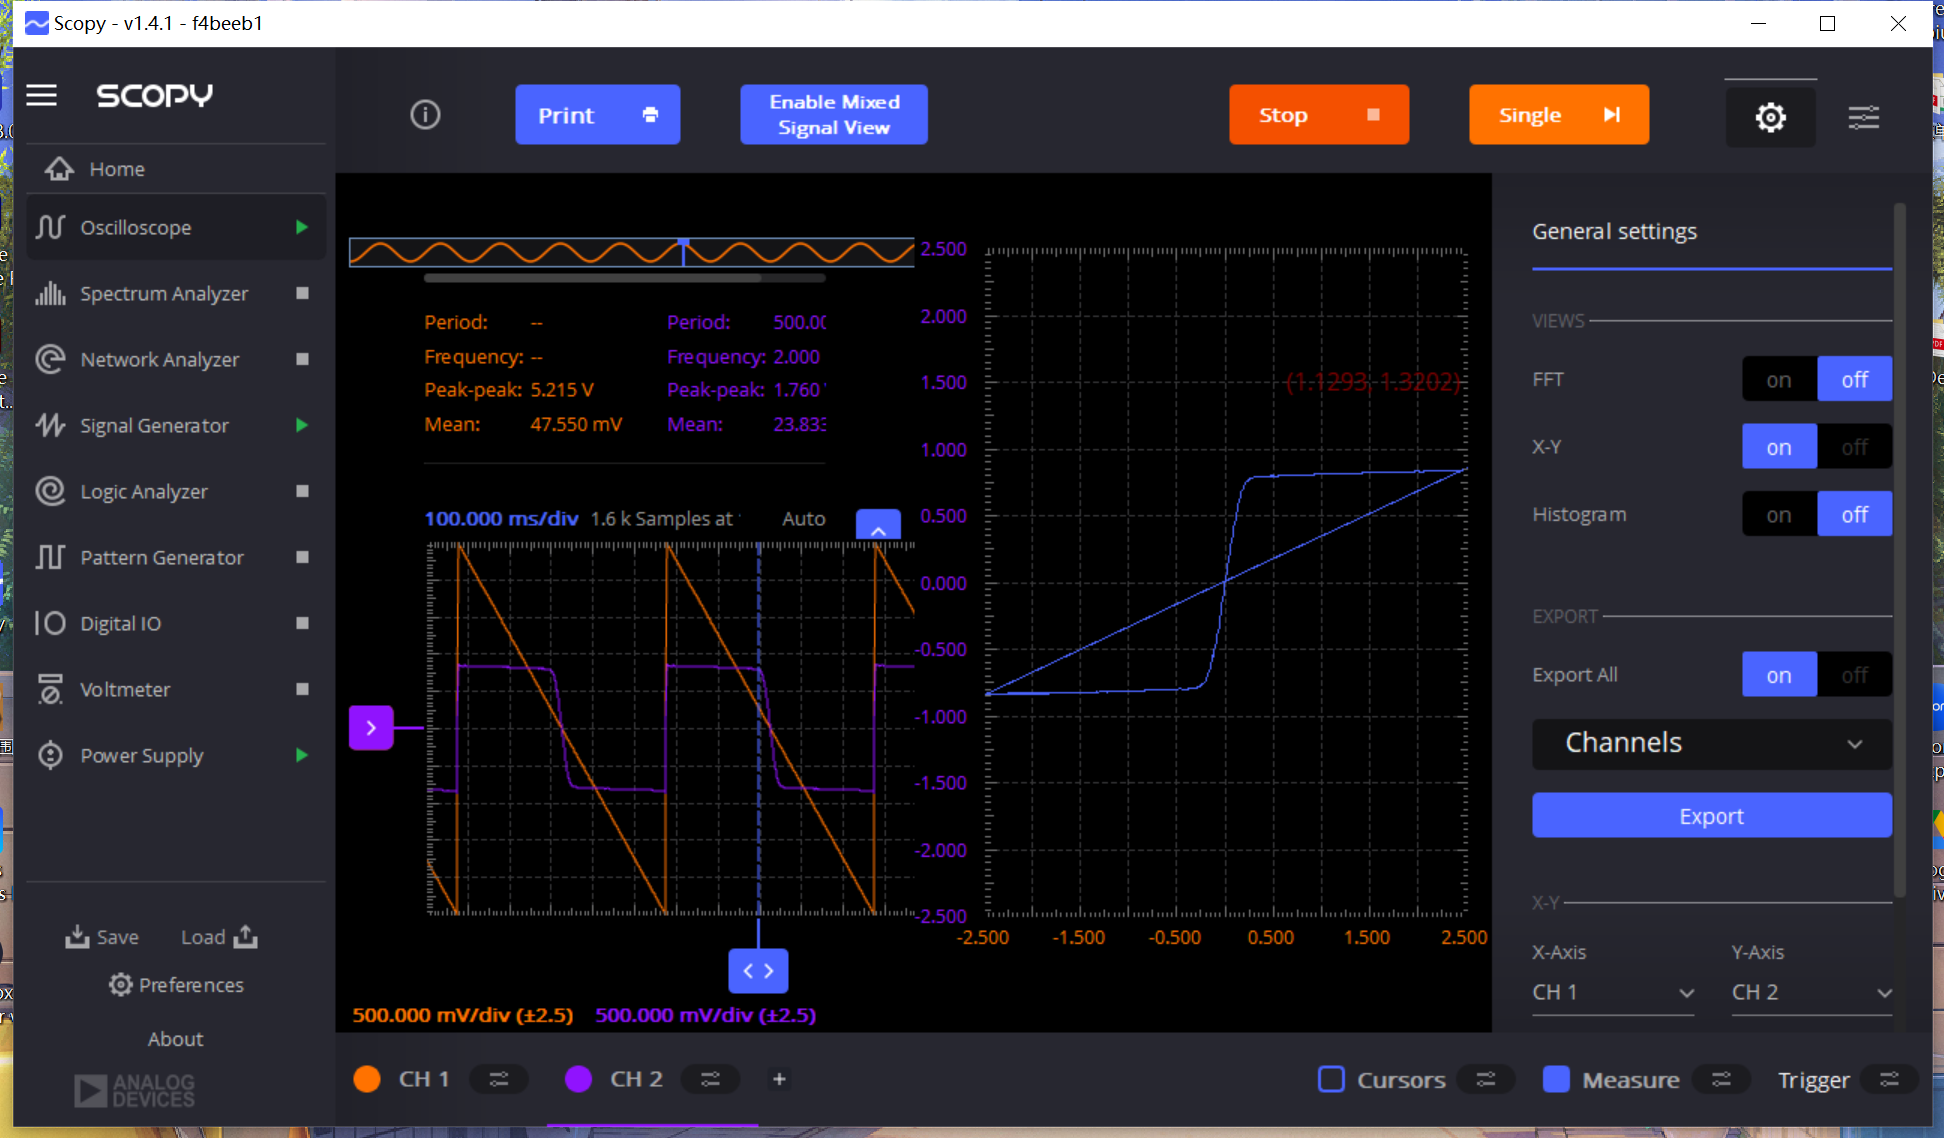 Scopy - v1.4.1 - f4beeb1
SCOPY
Home
Oscilloscope
Spectrum Analyzer
Network Analyzer
Signal Generator
Logic Analyzer
Pattern Generator
Digital IO
Voltmeter
Power Supply
Save Load
Preferences
About
ANALOG
DEVICES
Print
Enable Mixed
Signal View
Stop
Single
Period: -- Period:
Frequency: -- Frequency: 2.000
Peak-peak: 5.215 V Peak-peak: 1.760
Mean: 47.550 mV Mean: 23.833
100.000 ms/div 1.6 k Samples at Auto
500.000 mV/div (±2.5) 500.000 mV/div (±2.5)
2.500
2.000
1.500
1.000
0.500
0.000
-0.500
-1.000
-1.500
-2.000
-2.500
(1.1293, 1.3202)
-2.500 -1.500 -0.500 0.500 1.500 2.500
General settings
VIEWS
FFT on off
X-Y on off
Histogram on off
EXPORT
Export All on off
Channels
Export
X-Y
X-Axis Y-Axis
CH 1 CH 2
CH 1 CH 2 + Cursors Measure Trigger